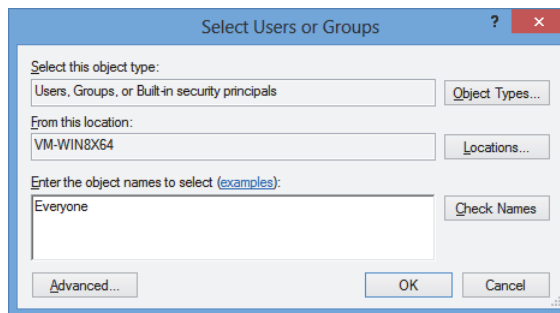 Select Users or Groups
?
x
Select this object type:
Users, Groups, or Built-in security principals
Object Types...
From this location:
VM-WIN8X64
Locations...
Enter the object names to select (examples):
Everyone
Check Names
Advanced...
OK
Cancel